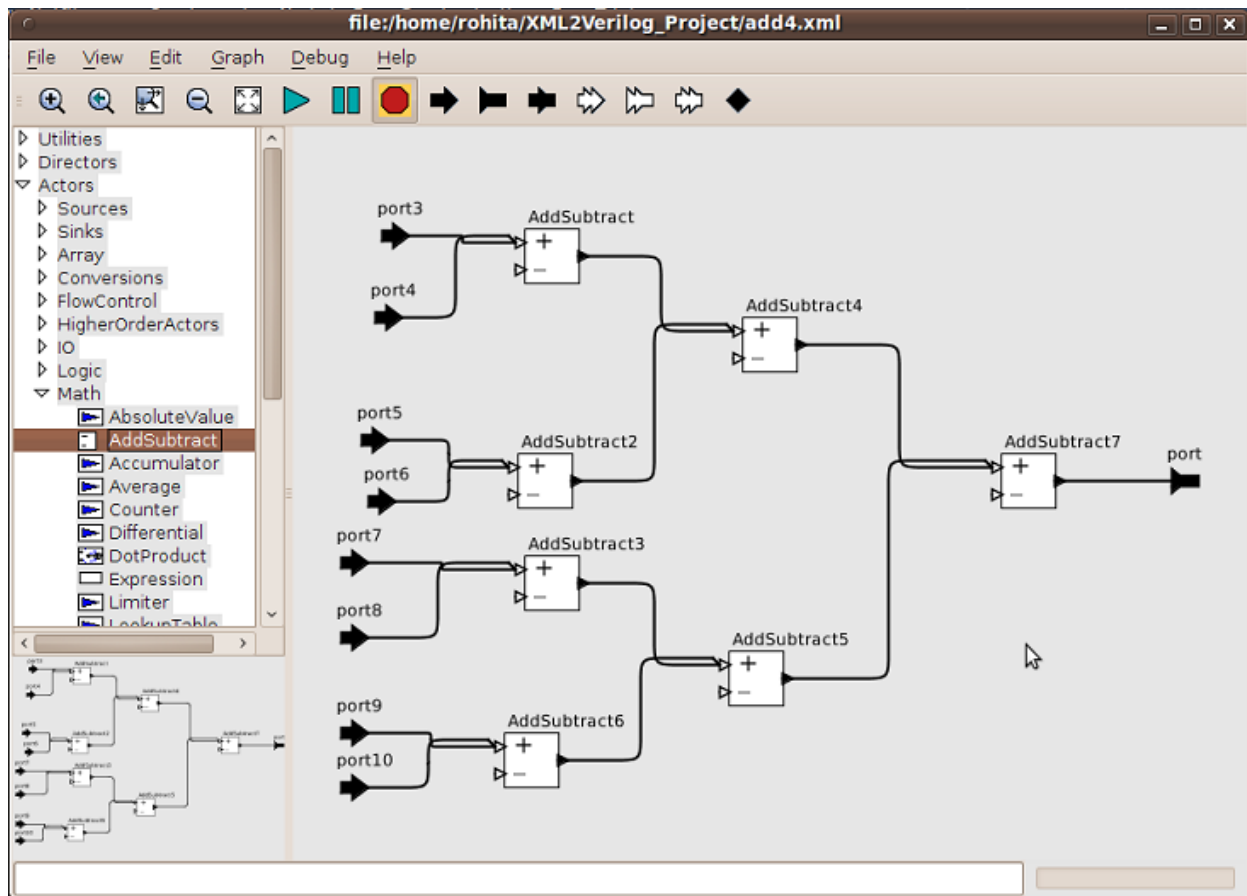 file:/home/rohita/XML2Verilog_Project/add4.xml
File View Edit Graph Debug Help
Utilities
Directors
Actors
Sources
Sinks
Array
Conversions
FlowControl
HigherOrderActors
IO
Logic
Math
AbsoluteValue
AddSubtract
Accumulator
Average
Counter
Differential
DotProduct
Expression
Limiter
LookupTable
port3
AddSubtract
port4
AddSubtract4
port5
AddSubtract2
port6
AddSubtract7
port
port7
AddSubtract3
port8
AddSubtract5
port9
AddSubtract6
port10